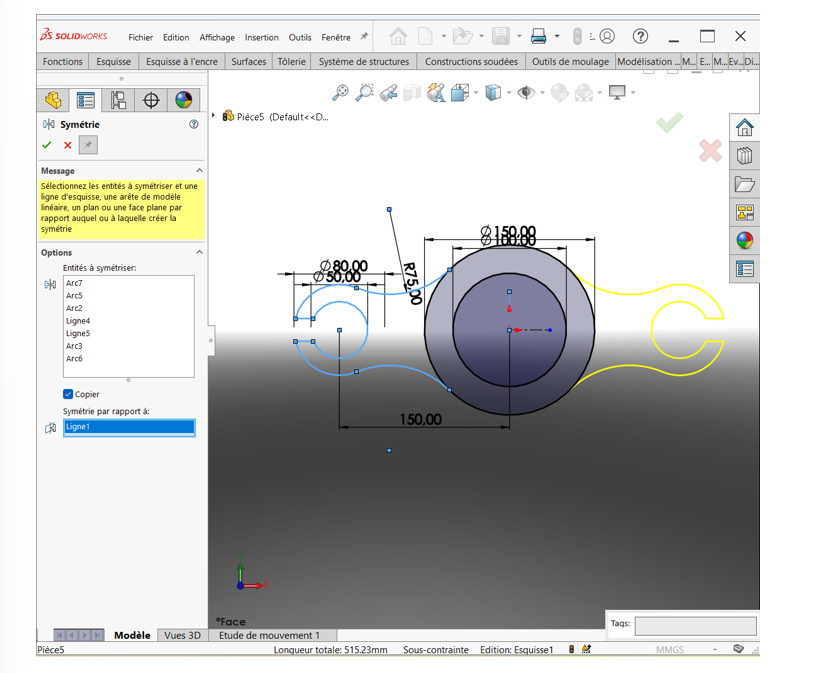 SOLIDWORKS Fichier Edition Affichage Insertion Outils Fenêtre
Fonctions Esquisse Esquisse à l'encre Surfaces Tôlerie Système de structures Constructions soudées Outils de moulage Modélisation ... M... E... M... Ev... Di...
Pièce5 (Default<<D...
Symétrie
Message
Sélectionnez les entités à symétriser et une
ligne d'esquisse, une arête de modèle
linéaire, un plan ou une face plane par
rapport auquel ou à laquelle créer la
symétrie
Options
Entités à symétriser:
Arc7
Arc5
Arc2
Ligne4
Ligne5
Arc3
Arc6
Copier
Symétrie par rapport à:
Ligne1
∅150,00
∅100,00
∅80,00
∅50,00
R75,00
150,00
*Face
Tags:
Modèle Vues 3D Etude de mouvement 1
Pièce5 Longueur totale: 515.23mm Sous-contrainte Edition: Esquisse1 MMGS -